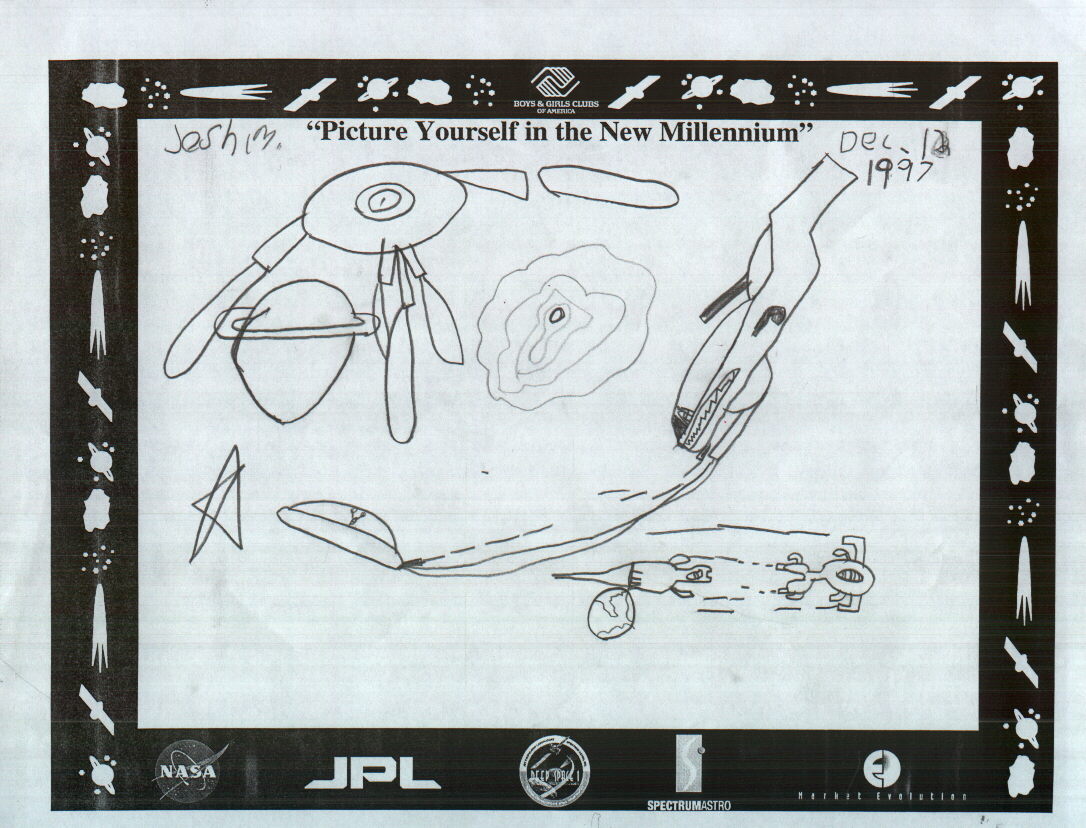 BOYS & GIRLS CLUBS
OF AMERICA
"Picture Yourself in the New Millennium"
Josh M.
Dec. 12
1997
NASA
JPL
DEEP SPACE 1
SPECTRUMASTRO
Market Evolution